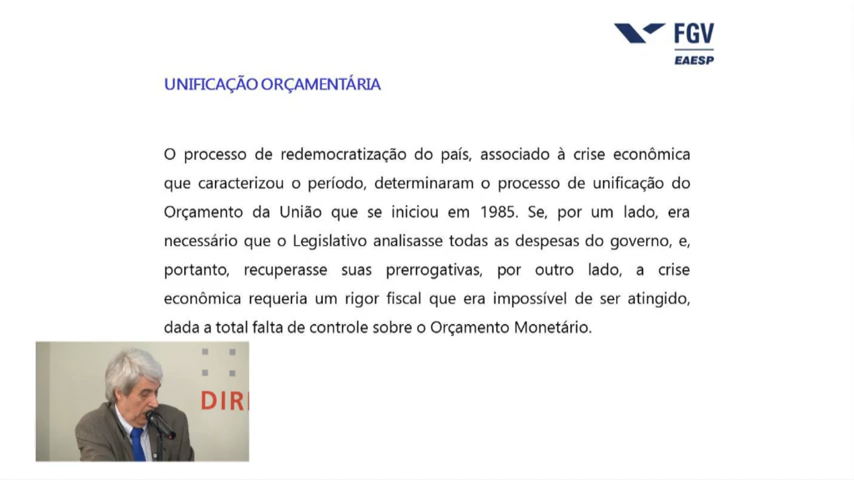 FGV
EAESP
UNIFICAÇÃO ORÇAMENTÁRIA
O processo de redemocratização do país, associado à crise econômica
que caracterizou o período, determinaram o processo de unificação do
Orçamento da União que se iniciou em 1985. Se, por um lado, era
necessário que o Legislativo analisasse todas as despesas do governo, e,
portanto, recuperasse suas prerrogativas, por outro lado, a crise
econômica requeria um rigor fiscal que era impossível de ser atingido,
dada a total falta de controle sobre o Orçamento Monetário.
DIR